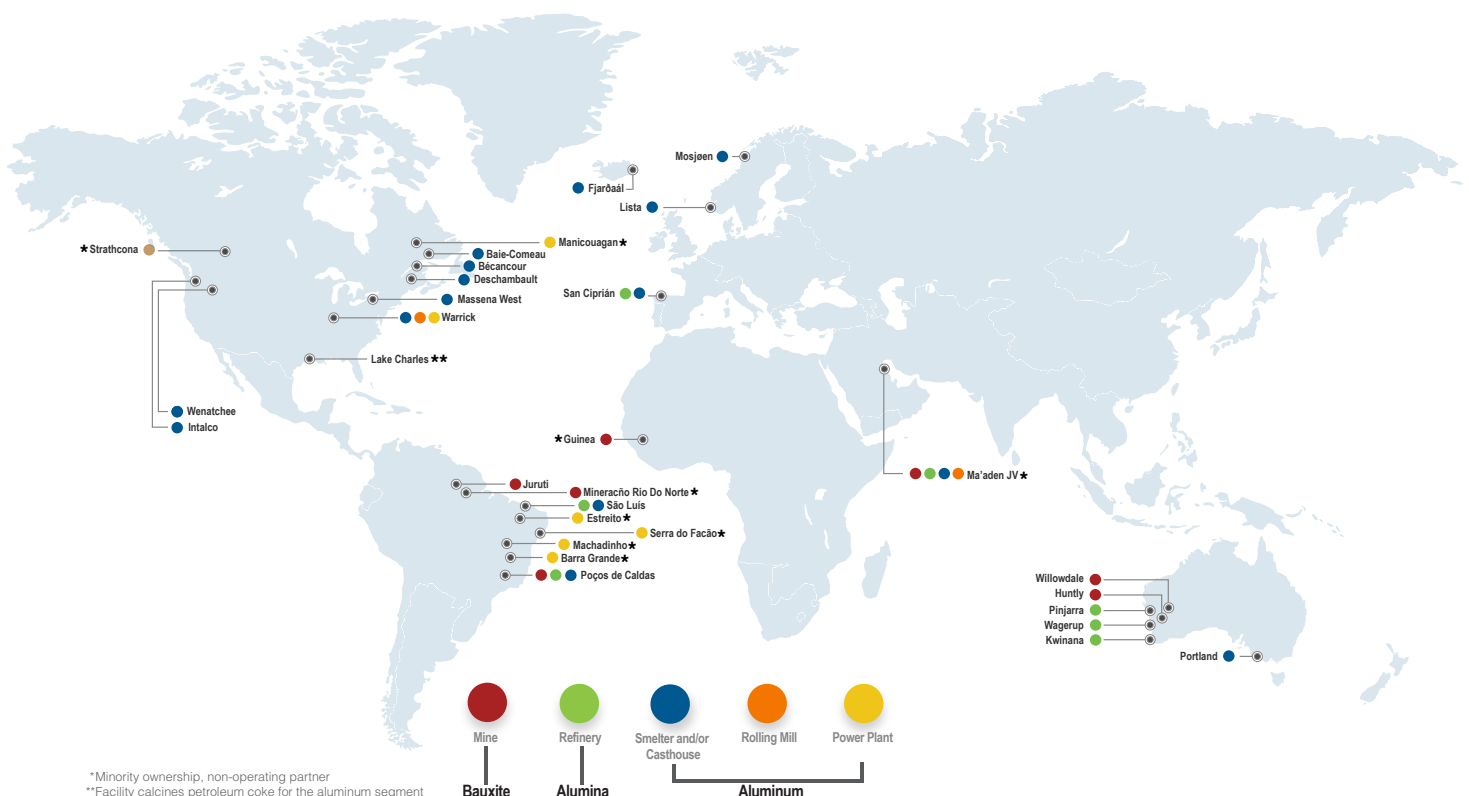 Mosjøen
Fjarðaál
Lista
*Strathcona
Manicouagan*
Baie-Comeau
Bécancour
Deschambault
San Ciprián
Massena West
Warrick
Lake Charles**
Wenatchee
Intalco
*Guinea
Ma'aden JV*
Juruti
Mineracño Rio Do Norte*
São Luís
Estreito*
Serra do Facão*
Machadinho*
Barra Grande*
Poços de Caldas
Willowdale
Huntly
Pinjarra
Wagerup
Kwinana
Portland
Mine
Refinery
Smelter and/or
Casthouse
Rolling Mill
Power Plant
Bauxite
Alumina
Aluminum
*Minority ownership, non-operating partner
**Facility calcines petroleum coke for the aluminum segment